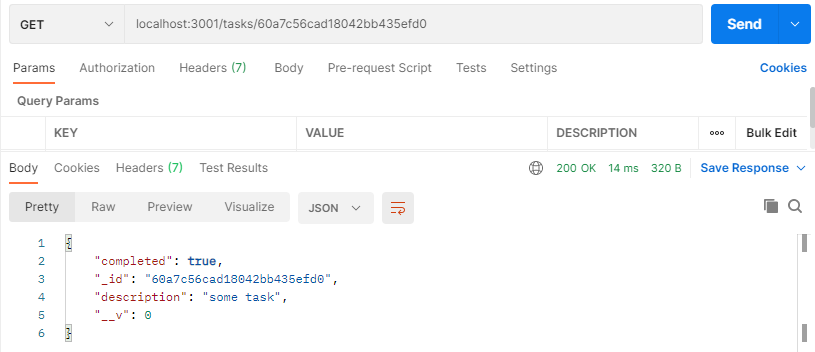 GET localhost:3001/tasks/60a7c56cad18042bb435efd0 Send
Params Authorization Headers (7) Body Pre-request Script Tests Settings Cookies
Query Params
KEY VALUE DESCRIPTION ooo Bulk Edit
Body Cookies Headers (7) Test Results 200 OK 14 ms 320 B Save Response
Pretty Raw Preview Visualize JSON
1 {
2 "completed": true,
3 "_id": "60a7c56cad18042bb435efd0",
4 "description": "some task",
5 "__v": 0
6 }